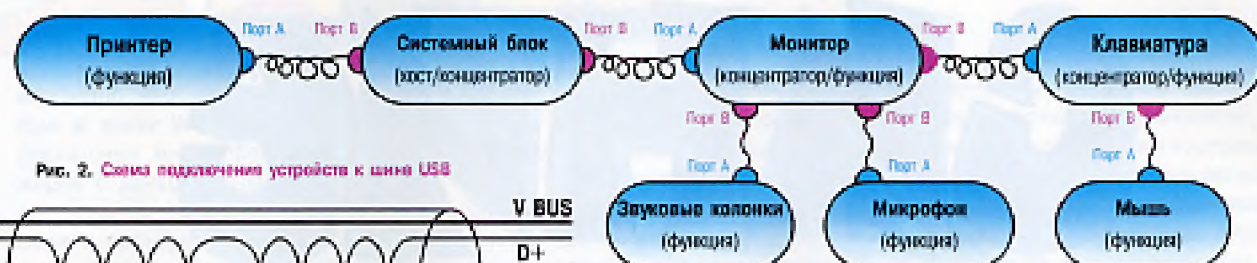 Порт A Порт B Порт B Порт A Порт B Порт A
Принтер Системный блок Монитор Клавиатура
(функция) (хост/концентратор) (концентратор/функция) (концентратор/функция)
Порт B Порт B Порт B
Рис. 2. Схема подключения устройств к шине USB
Порт A Порт A Порт A
V BUS
Звуковые колонки Микрофон Мышь
(функция) (функция) (функция)
D+